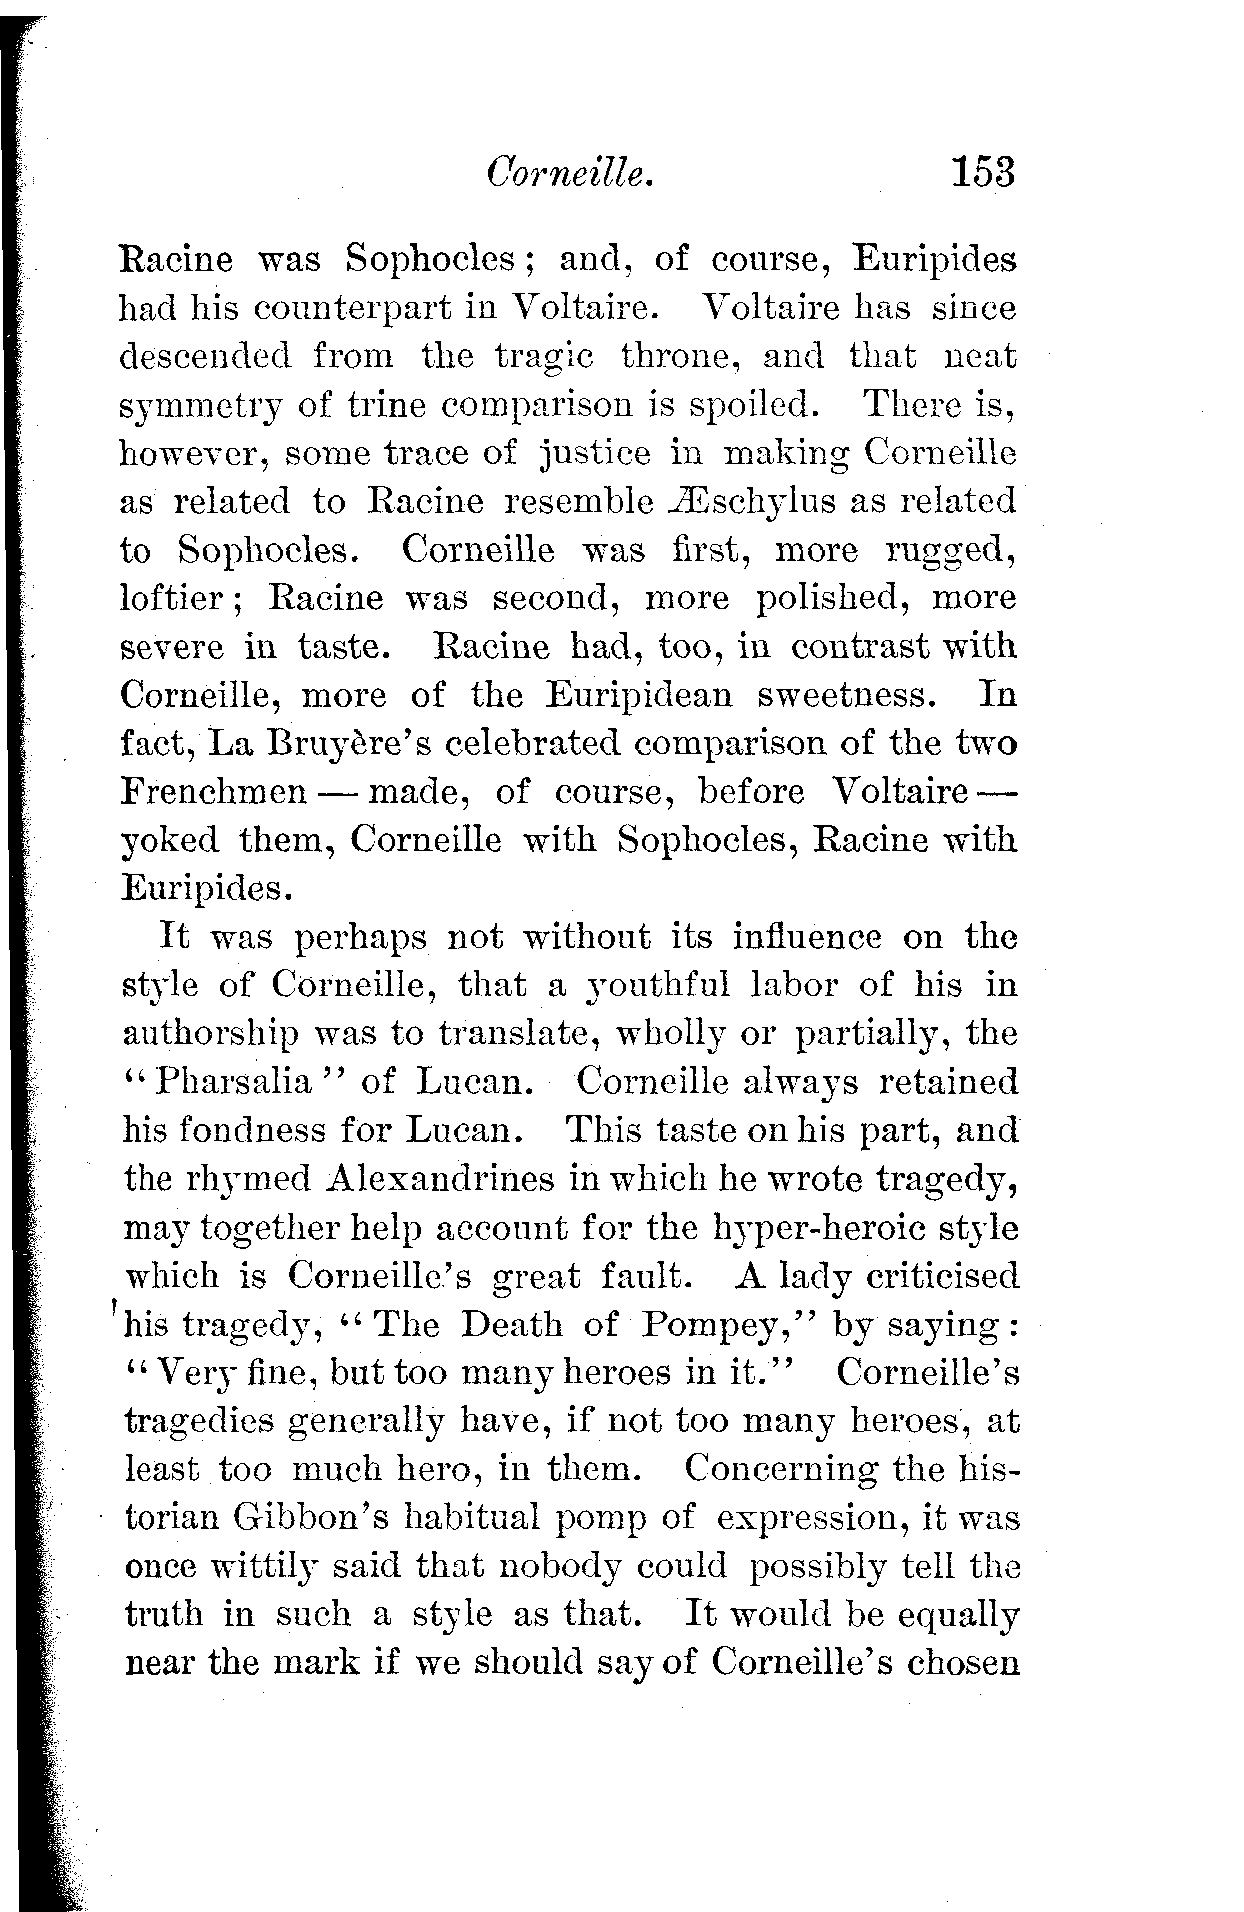 Corneille. 153
Racine was Sophocles; and, of course, Euripides
had his counterpart in Voltaire. Voltaire has since
descended from the tragic throne, and that neat
symmetry of trine comparison is spoiled. There is,
however, some trace of justice in making Corneille
as related to Racine resemble Æschylus as related
to Sophocles. Corneille was first, more rugged,
loftier; Racine was second, more polished, more
severe in taste. Racine had, too, in contrast with
Corneille, more of the Euripidean sweetness. In
fact, La Bruyère's celebrated comparison of the two
Frenchmen — made, of course, before Voltaire —
yoked them, Corneille with Sophocles, Racine with
Euripides.
It was perhaps not without its influence on the
style of Corneille, that a youthful labor of his in
authorship was to translate, wholly or partially, the
"Pharsalia" of Lucan. Corneille always retained
his fondness for Lucan. This taste on his part, and
the rhymed Alexandrines in which he wrote tragedy,
may together help account for the hyper-heroic style
which is Corneille's great fault. A lady criticised
his tragedy, "The Death of Pompey," by saying:
"Very fine, but too many heroes in it." Corneille's
tragedies generally have, if not too many heroes, at
least too much hero, in them. Concerning the his-
torian Gibbon's habitual pomp of expression, it was
once wittily said that nobody could possibly tell the
truth in such a style as that. It would be equally
near the mark if we should say of Corneille's chosen